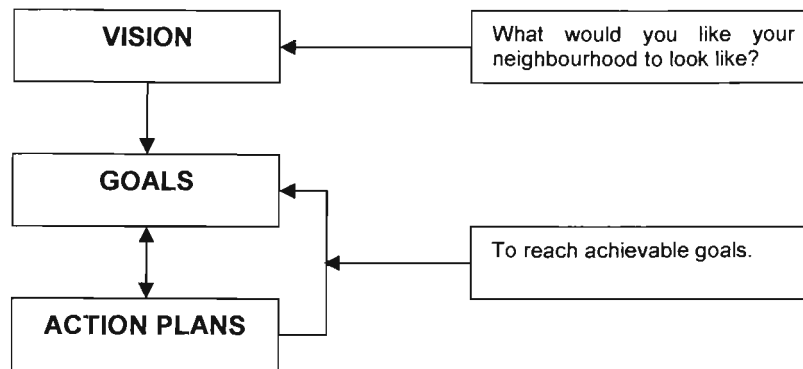 VISION
What would you like your
neighbourhood to look like?
GOALS
To reach achievable goals.
ACTION PLANS